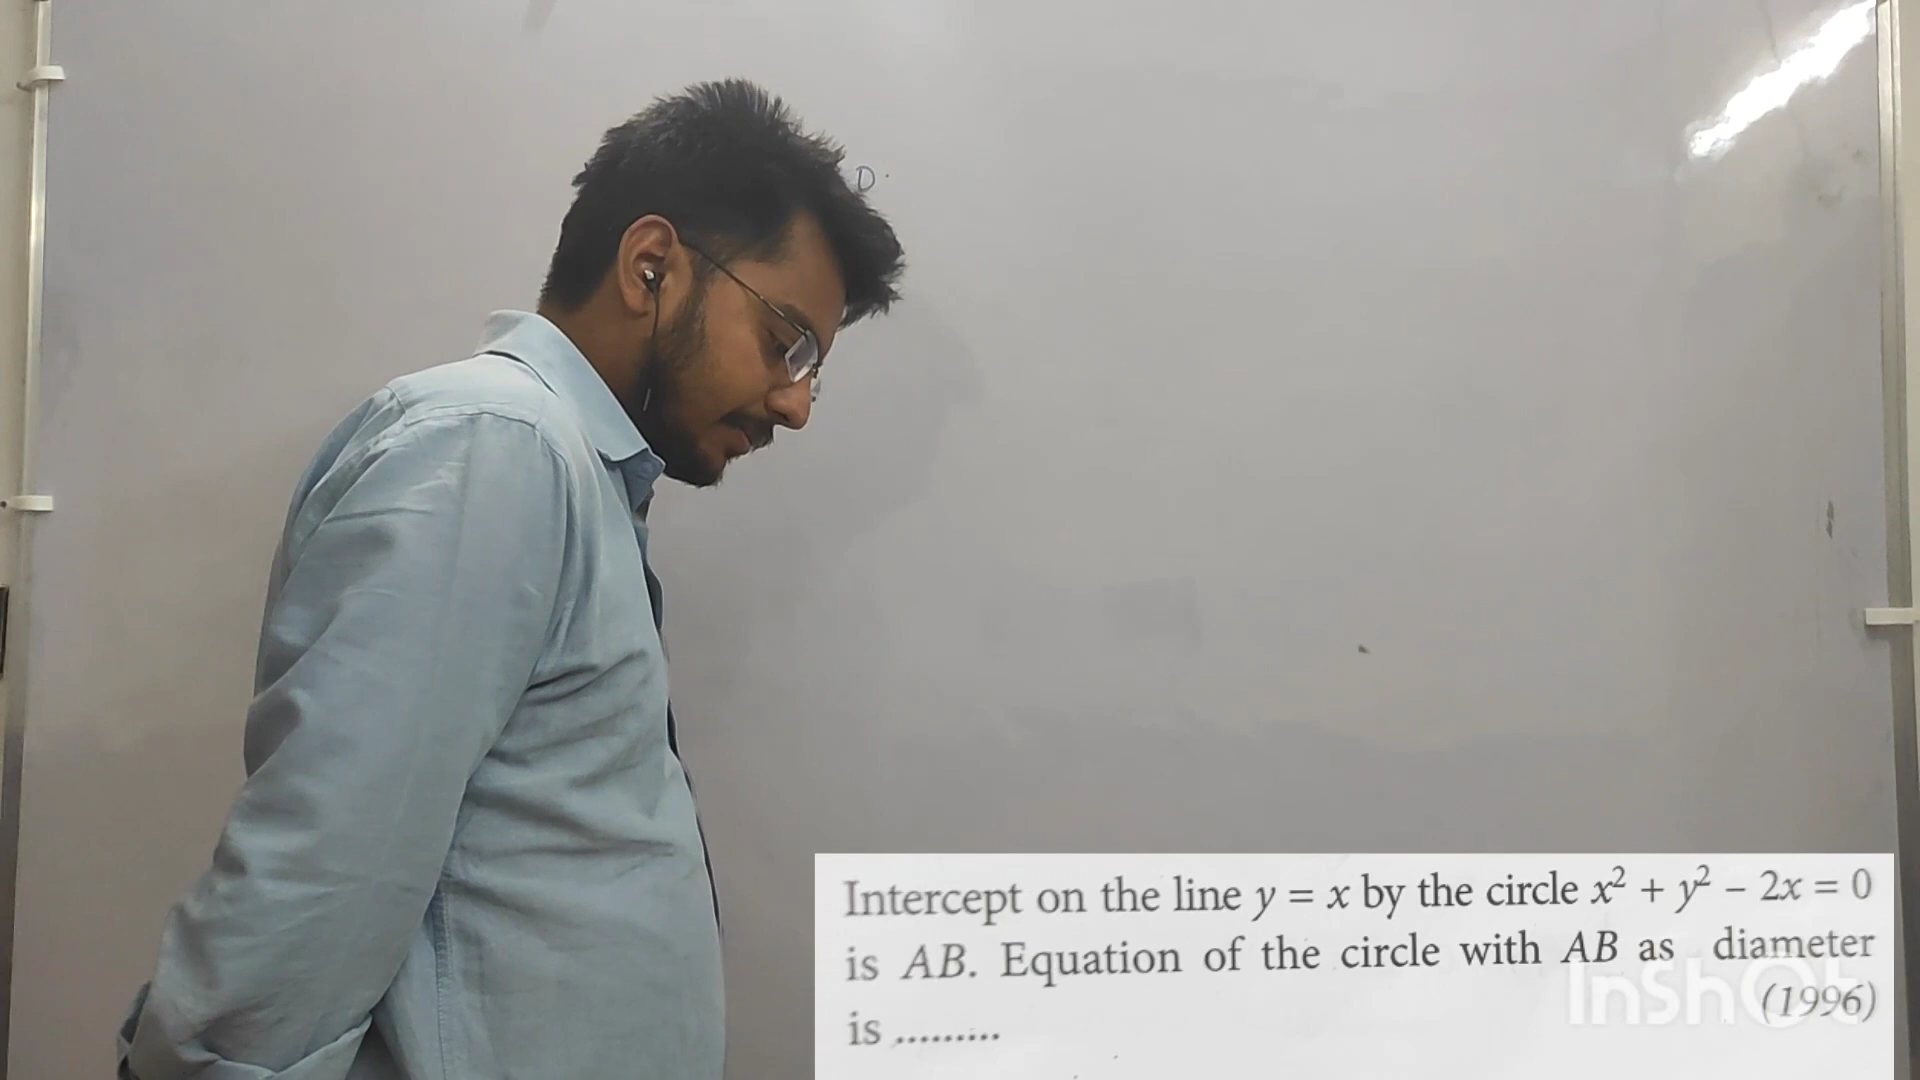 D.
Intercept on the line y = x by the circle x² + y² – 2x = 0
is AB. Equation of the circle with AB as diameter
is .........
(1996)
InShOt